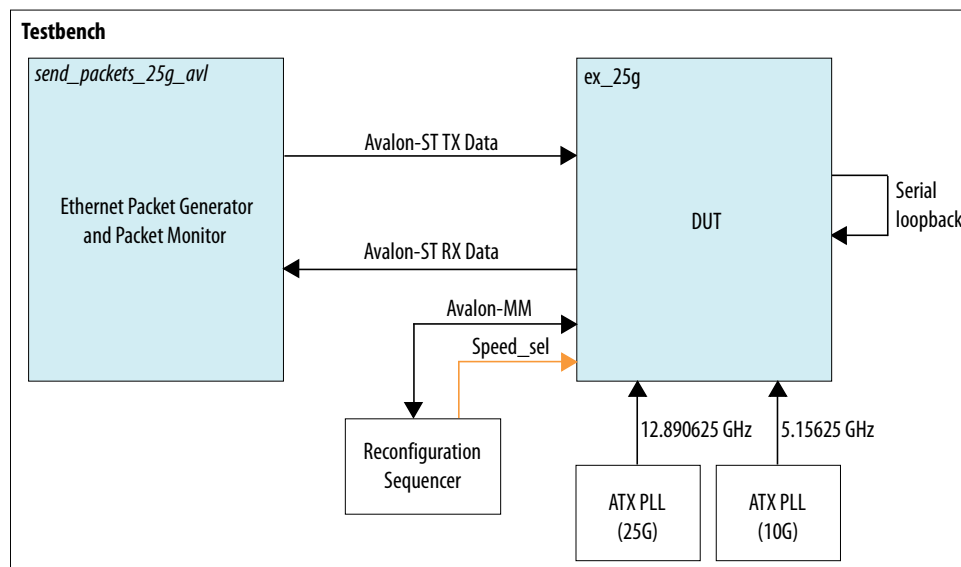 Testbench
send_packets_25g_avl
Ethernet Packet Generator
and Packet Monitor
Avalon-ST TX Data
Avalon-ST RX Data
ex_25g
DUT
Serial
loopback
Avalon-MM
Speed_sel
Reconfiguration
Sequencer
12.890625 GHz
5.15625 GHz
ATX PLL
(25G)
ATX PLL
(10G)